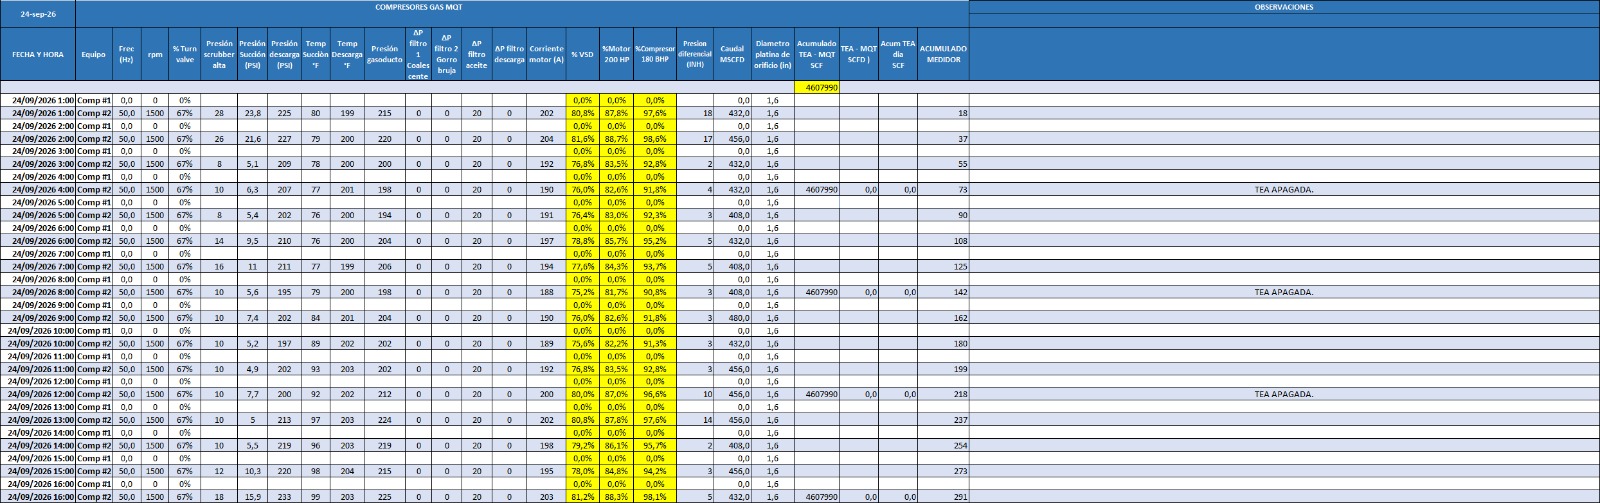 24-sep-26 COMPRESORES GAS MQT OBSERVACIONES
FECHA Y HORA Equipo Frec (Hz) rpm % Turn valve Presión scrubber alta Presión Succión (PSI) Presión descarga (PSI) Temp Succión °F Temp Descarga °F Presión gasoducto ΔP filtro 1 Coales cente ΔP filtro 2 Gorro bruja ΔP filtro aceite ΔP filtro descarga Corriente motor (A) % VSD %Motor 200 HP %Compresor 180 BHP Presion diferencial (INH) Caudal MSCFD Diametro platina de orificio (in) Acumulado TEA - MQT SCF TEA - MQT SCFD ) Acum TEA dia SCF ACUMULADO MEDIDOR
4607990
24/09/2026 1:00 Comp #1 0,0 0 0% 0,0% 0,0% 0,0% 0,0 1,6
24/09/2026 1:00 Comp #2 50,0 1500 67% 28 23,8 225 80 199 215 0 0 20 0 202 80,8% 87,8% 97,6% 18 432,0 1,6 18
24/09/2026 2:00 Comp #1 0,0 0 0% 0,0% 0,0% 0,0% 0,0 1,6
24/09/2026 2:00 Comp #2 50,0 1500 67% 26 21,6 227 79 200 220 0 0 20 0 204 81,6% 88,7% 98,6% 17 456,0 1,6 37
24/09/2026 3:00 Comp #1 0,0 0 0% 0,0% 0,0% 0,0% 0,0 1,6
24/09/2026 3:00 Comp #2 50,0 1500 67% 8 5,1 209 78 200 200 0 0 20 0 192 76,8% 83,5% 92,8% 2 432,0 1,6 55
24/09/2026 4:00 Comp #1 0,0 0 0% 0,0% 0,0% 0,0% 0,0 1,6
24/09/2026 4:00 Comp #2 50,0 1500 67% 10 6,3 207 77 201 198 0 0 20 0 190 76,0% 82,6% 91,8% 4 432,0 1,6 4607990 0,0 0,0 73 TEA APAGADA.
24/09/2026 5:00 Comp #1 0,0 0 0% 0,0% 0,0% 0,0% 0,0 1,6
24/09/2026 5:00 Comp #2 50,0 1500 67% 8 5,4 202 76 200 194 0 0 20 0 191 76,4% 83,0% 92,3% 3 408,0 1,6 90
24/09/2026 6:00 Comp #1 0,0 0 0% 0,0% 0,0% 0,0% 0,0 1,6
24/09/2026 6:00 Comp #2 50,0 1500 67% 14 9,5 210 76 200 204 0 0 20 0 197 78,8% 85,7% 95,2% 5 432,0 1,6 108
24/09/2026 7:00 Comp #1 0,0 0 0% 0,0% 0,0% 0,0% 0,0 1,6
24/09/2026 7:00 Comp #2 50,0 1500 67% 16 11 211 77 199 206 0 0 20 0 194 77,6% 84,3% 93,7% 5 408,0 1,6 125
24/09/2026 8:00 Comp #1 0,0 0 0% 0,0% 0,0% 0,0% 0,0 1,6
24/09/2026 8:00 Comp #2 50,0 1500 67% 10 5,6 195 79 200 198 0 0 20 0 188 75,2% 81,7% 90,8% 3 408,0 1,6 4607990 0,0 0,0 142 TEA APAGADA.
24/09/2026 9:00 Comp #1 0,0 0 0% 0,0% 0,0% 0,0% 0,0 1,6
24/09/2026 9:00 Comp #2 50,0 1500 67% 10 7,4 202 84 201 204 0 0 20 0 190 76,0% 82,6% 91,8% 3 480,0 1,6 162
24/09/2026 10:00 Comp #1 0,0 0 0% 0,0% 0,0% 0,0% 0,0 1,6
24/09/2026 10:00 Comp #2 50,0 1500 67% 10 5,2 197 89 202 202 0 0 20 0 189 75,6% 82,2% 91,3% 3 432,0 1,6 180
24/09/2026 11:00 Comp #1 0,0 0 0% 0,0% 0,0% 0,0% 0,0 1,6
24/09/2026 11:00 Comp #2 50,0 1500 67% 10 4,9 202 93 203 202 0 0 20 0 192 76,8% 83,5% 92,8% 3 456,0 1,6 199
24/09/2026 12:00 Comp #1 0,0 0 0% 0,0% 0,0% 0,0% 0,0 1,6
24/09/2026 12:00 Comp #2 50,0 1500 67% 10 7,7 200 92 202 212 0 0 20 0 200 80,0% 87,0% 96,6% 10 456,0 1,6 4607990 0,0 0,0 218 TEA APAGADA.
24/09/2026 13:00 Comp #1 0,0 0 0% 0,0% 0,0% 0,0% 0,0 1,6
24/09/2026 13:00 Comp #2 50,0 1500 67% 10 5 213 97 203 224 0 0 20 0 202 80,8% 87,8% 97,6% 14 456,0 1,6 237
24/09/2026 14:00 Comp #1 0,0 0 0% 0,0% 0,0% 0,0% 0,0 1,6
24/09/2026 14:00 Comp #2 50,0 1500 67% 10 5,5 219 96 203 219 0 0 20 0 198 79,2% 86,1% 95,7% 2 408,0 1,6 254
24/09/2026 15:00 Comp #1 0,0 0 0% 0,0% 0,0% 0,0% 0,0 1,6
24/09/2026 15:00 Comp #2 50,0 1500 67% 12 10,3 220 98 204 215 0 0 20 0 195 78,0% 84,8% 94,2% 3 456,0 1,6 273
24/09/2026 16:00 Comp #1 0,0 0 0% 0,0% 0,0% 0,0% 0,0 1,6
24/09/2026 16:00 Comp #2 50,0 1500 67% 18 15,9 233 99 203 225 0 0 20 0 203 81,2% 88,3% 98,1% 5 432,0 1,6 4607990 0,0 0,0 291